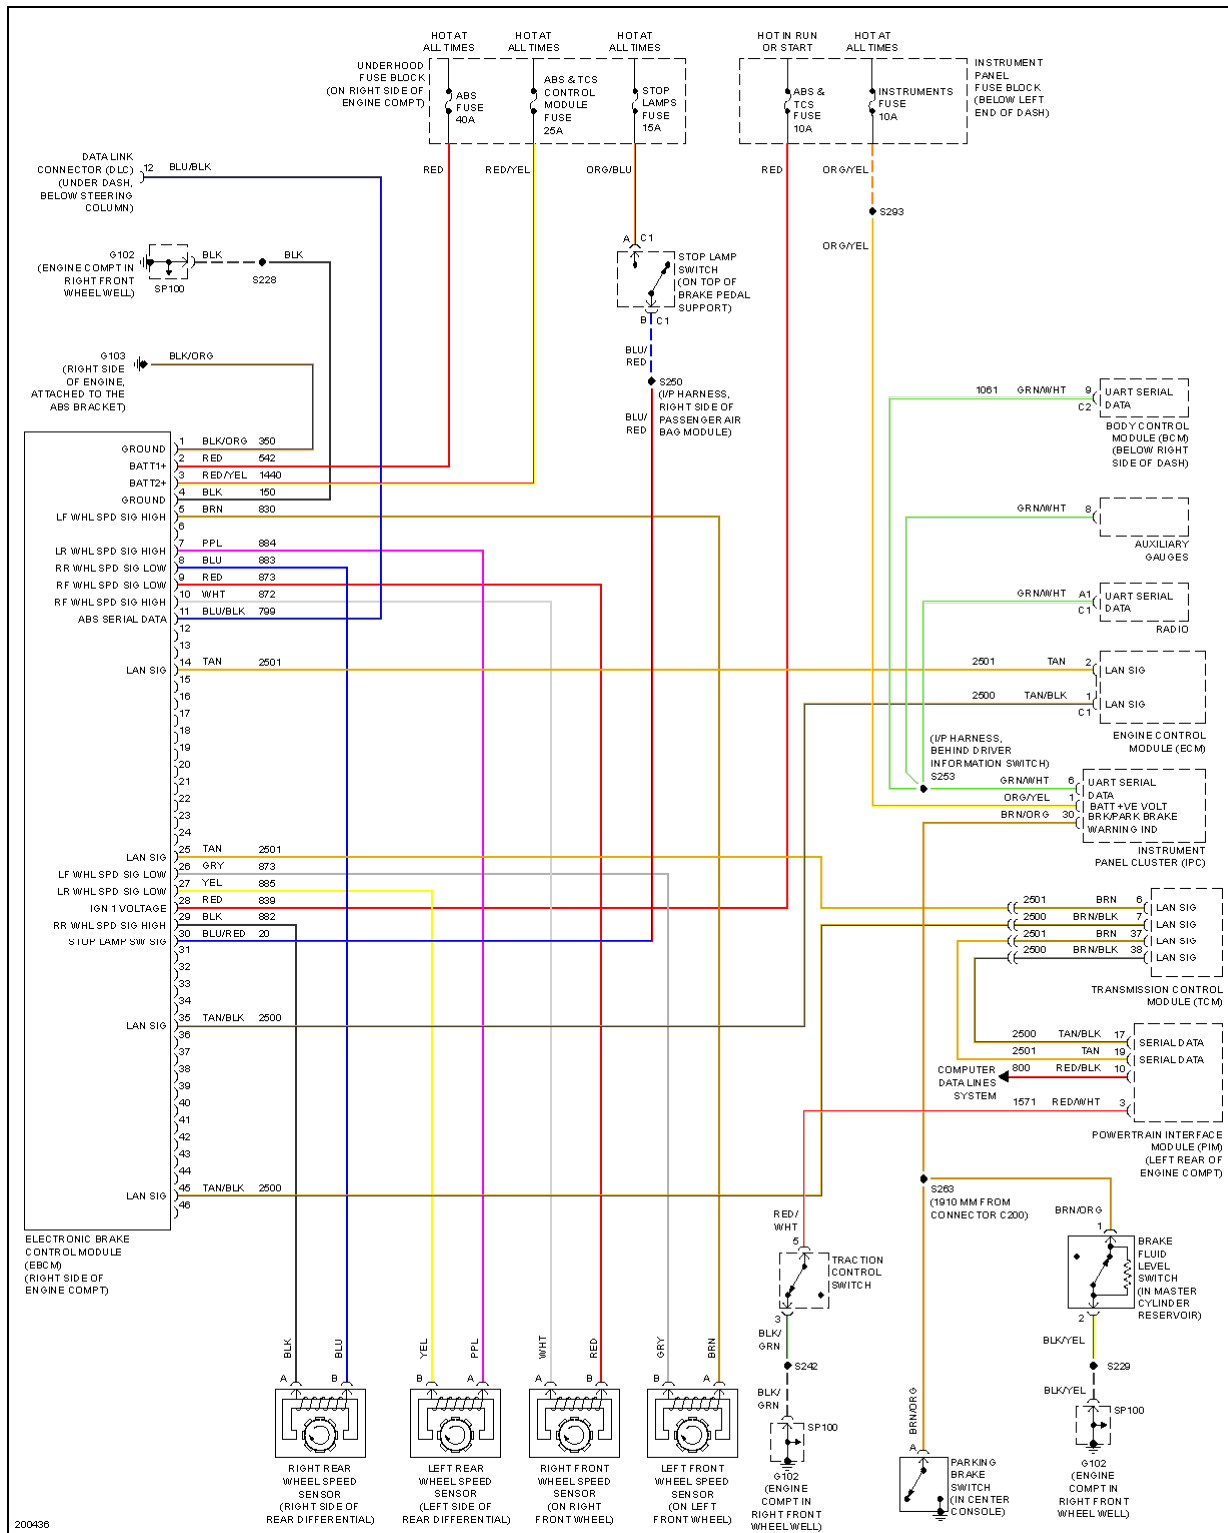 HOT AT
ALL TIMES
HOT AT
ALL TIMES
HOT AT
ALL TIMES
HOT IN RUN
OR START
HOT AT
ALL TIMES
UNDERHOOD
FUSE BLOCK
(ON RIGHT SIDE OF
ENGINE COMPT)
ABS
FUSE
40A
ABS & TCS
CONTROL
MODULE
FUSE
25A
STOP
LAMPS
FUSE
15A
ABS &
TCS
FUSE
10A
INSTRUMENTS
FUSE
10A
INSTRUMENT
PANEL
FUSE BLOCK
(BELOW LEFT
END OF DASH)
RED
RED/YEL
ORG/BLU
RED
ORG/YEL
S293
ORG/YEL
DATA LINK
CONNECTOR (DLC)
(UNDER DASH,
BELOW STEERING
COLUMN)
12
BLU/BLK
G102
(ENGINE COMPT IN
RIGHT FRONT
WHEEL WELL)
SP100
BLK
S228
BLK
A
C1
STOP LAMP
SWITCH
(ON TOP OF
BRAKE PEDAL
SUPPORT)
B
C1
BLU/
RED
S250
(I/P HARNESS,
RIGHT SIDE OF
PASSENGER AIR
BAG MODULE)
BLU/
RED
G103
(RIGHT SIDE
OF ENGINE,
ATTACHED TO THE
ABS BRACKET)
BLK/ORG
GROUND 1 BLK/ORG 350
BATT1+ 2 RED 542
BATT2+ 3 RED/YEL 1440
GROUND 4 BLK 150
LF WHL SPD SIG HIGH 5 BRN 830
6
LR WHL SPD SIG HIGH 7 PPL 884
RR WHL SPD SIG LOW 8 BLU 883
RF WHL SPD SIG LOW 9 RED 873
RF WHL SPD SIG HIGH 10 WHT 872
ABS SERIAL DATA 11 BLU/BLK 799
12
13
LAN SIG 14 TAN 2501
15
16
17
18
19
20
21
22
23
24
LAN SIG 25 TAN 2501
LF WHL SPD SIG LOW 26 GRY 873
LR WHL SPD SIG LOW 27 YEL 885
IGN 1 VOLTAGE 28 RED 839
RR WHL SPD SIG HIGH 29 BLK 882
STOP LAMP SW SIG 30 BLU/RED 20
31
32
33
34
LAN SIG 35 TAN/BLK 2500
36
37
38
39
40
41
42
43
44
LAN SIG 45 TAN/BLK 2500
46
ELECTRONIC BRAKE
CONTROL MODULE
(EBCM)
(RIGHT SIDE OF
ENGINE COMPT)
1061 GRN/WHT 9
C2
UART SERIAL
DATA
BODY CONTROL
MODULE (BCM)
(BELOW RIGHT
SIDE OF DASH)
GRN/WHT 8
AUXILIARY
GAUGES
GRN/WHT A1
C1
UART SERIAL
DATA
RADIO
2501 TAN 2 LAN SIG
2500 TAN/BLK 1 LAN SIG
C1
ENGINE CONTROL
MODULE (ECM)
(I/P HARNESS,
BEHIND DRIVER
INFORMATION SWITCH)
S253
GRN/WHT 6 UART SERIAL
DATA
ORG/YEL 1 BATT +VE VOLT
BRN/ORG 30 BRK/PARK BRAKE
WARNING IND
INSTRUMENT
PANEL CLUSTER (IPC)
2501 BRN 6 LAN SIG
2500 BRN/BLK 7 LAN SIG
2501 BRN 37 LAN SIG
2500 BRN/BLK 38 LAN SIG
TRANSMISSION CONTROL
MODULE (TCM)
2500 TAN/BLK 17 SERIAL DATA
2501 TAN 19 SERIAL DATA
COMPUTER
DATA LINES
SYSTEM
800 RED/BLK 10
1571 RED/WHT 3
POWERTRAIN INTERFACE
MODULE (PIM)
(LEFT REAR OF
ENGINE COMPT)
S263
(1910 MM FROM
CONNECTOR C200)
RED/
WHT
5
TRACTION
CONTROL
SWITCH
3
BLK/
GRN
S242
BLK/
GRN
SP100
G102
(ENGINE
COMPT IN
RIGHT FRONT
WHEEL WELL)
BRN/ORG
1
BRAKE
FLUID
LEVEL
SWITCH
(IN MASTER
CYLINDER
RESERVOIR)
2
BLK/YEL
S229
BLK/YEL
SP100
G102
(ENGINE
COMPT IN
RIGHT FRONT
WHEEL WELL)
BRN/ORG
A
PARKING
BRAKE
SWITCH
(IN CENTER
CONSOLE)
BLK
BLU
A
B
RIGHT REAR
WHEEL SPEED
SENSOR
(RIGHT SIDE OF
REAR DIFFERENTIAL)
YEL
PPL
B
A
LEFT REAR
WHEEL SPEED
SENSOR
(LEFT SIDE OF
REAR DIFFERENTIAL)
WHT
RED
A
B
RIGHT FRONT
WHEEL SPEED
SENSOR
(ON RIGHT
FRONT WHEEL)
GRY
BRN
B
A
LEFT FRONT
WHEEL SPEED
SENSOR
(ON LEFT
FRONT WHEEL)
200436